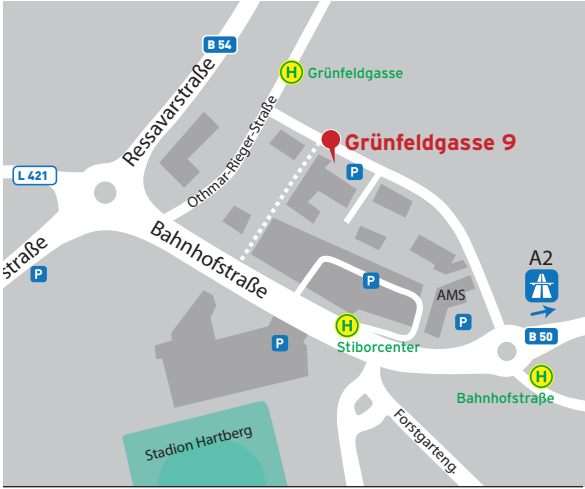 B 54
H Grünfeldgasse
Ressavarstraße
Othmar-Rieger-Straße
Grünfeldgasse 9
P
L 421
straße
P
Bahnhofstraße
A2
P
AMS
P
H
Stiborcenter
B 50
P
H
Bahnhofstraße
Forstgarteng.
Stadion Hartberg